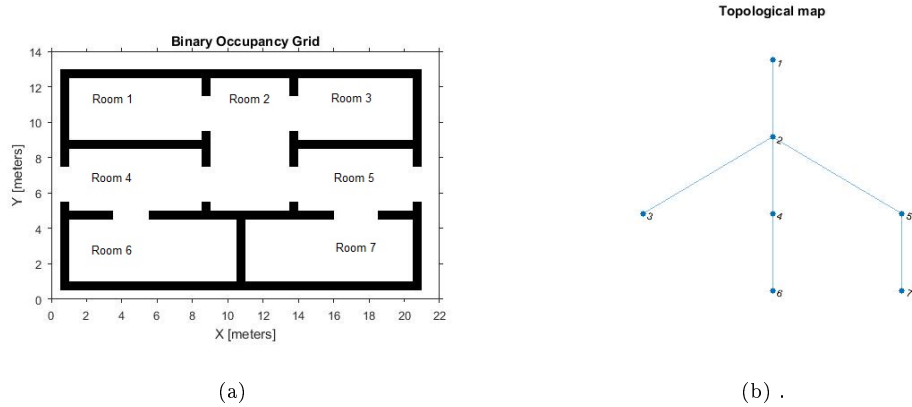 Binary Occupancy Grid
14
12
10
8
6
4
2
0
Y [meters]
Room 1
Room 2
Room 3
Room 4
Room 5
Room 6
Room 7
0 2 4 6 8 10 12 14 16 18 20 22
X [meters]
(a)
Topological map
1
2
3
4
5
6
7
(b) .